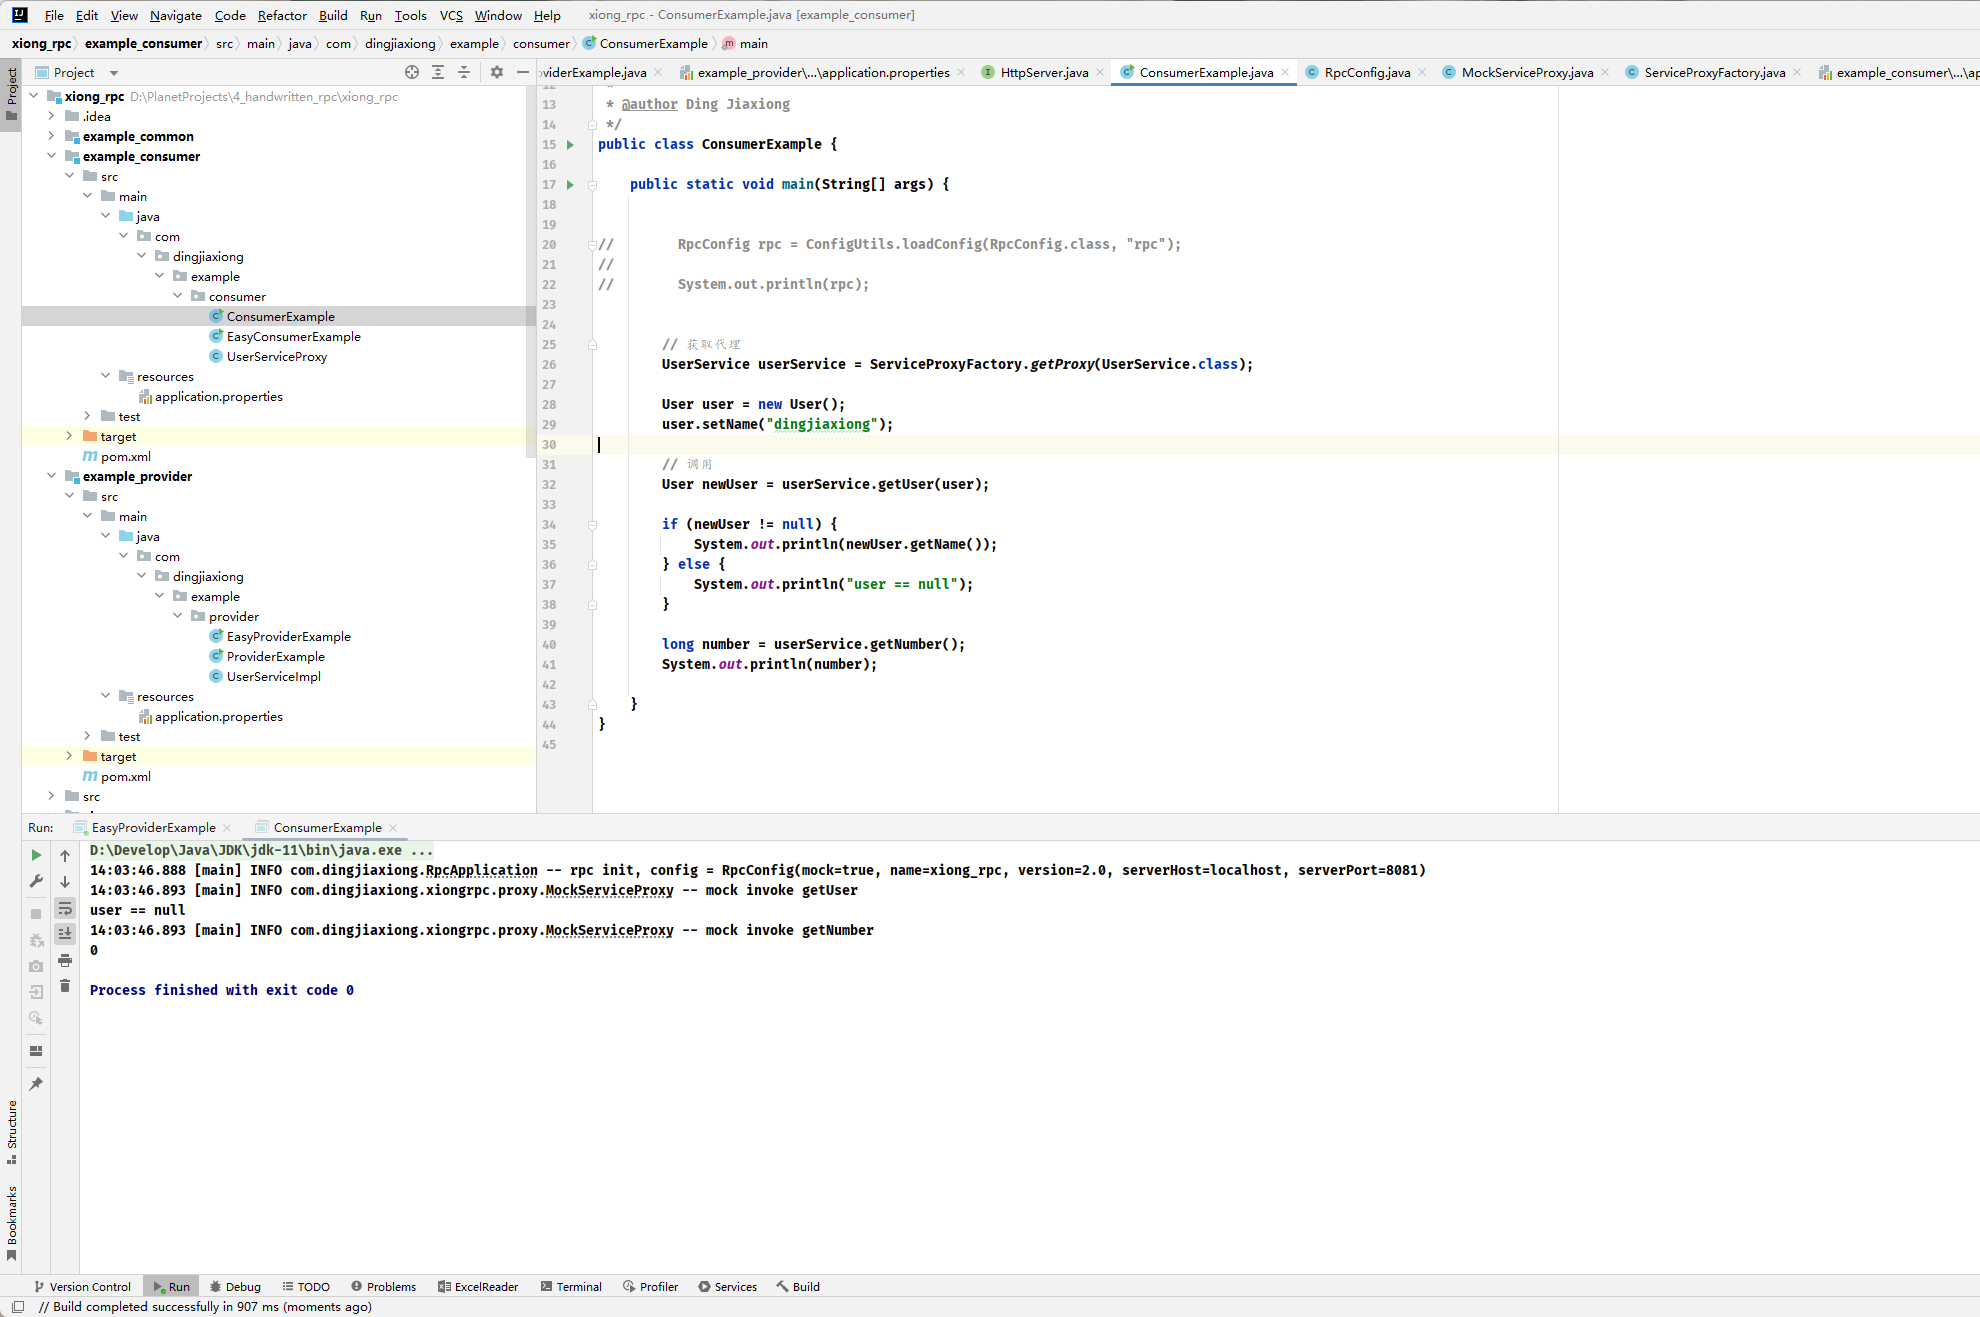 File Edit View Navigate Code Refactor Build Run Tools VCS Window Help xiong_rpc - ConsumerExample.java [example_consumer]
xiong_rpc example_consumer src main java com dingjiaxiong example consumer ConsumerExample main
Project
Project
oviderExample.java example_provider\...\application.properties HttpServer.java ConsumerExample.java RpcConfig.java MockServiceProxy.java ServiceProxyFactory.java example_consumer\...\ap
xiong_rpc D:\PlanetProjects\4_handwritten_rpc\xiong_rpc
.idea
example_common
example_consumer
src
main
java
com
dingjiaxiong
example
consumer
ConsumerExample
EasyConsumerExample
UserServiceProxy
resources
application.properties
test
target
pom.xml
example_provider
src
main
java
com
dingjiaxiong
example
provider
EasyProviderExample
ProviderExample
UserServiceImpl
resources
application.properties
test
target
pom.xml
src
12 *
13 * @author Ding Jiaxiong
14 */
15 public class ConsumerExample {
16
17 public static void main(String[] args) {
18
19
20 // RpcConfig rpc = ConfigUtils.loadConfig(RpcConfig.class, "rpc");
21 //
22 // System.out.println(rpc);
23
24
25 // 获取代理
26 UserService userService = ServiceProxyFactory.getProxy(UserService.class);
27
28 User user = new User();
29 user.setName("dingjiaxiong");
30
31 // 调用
32 User newUser = userService.getUser(user);
33
34 if (newUser != null) {
35 System.out.println(newUser.getName());
36 } else {
37 System.out.println("user == null");
38 }
39
40 long number = userService.getNumber();
41 System.out.println(number);
42
43 }
44 }
45
Run: EasyProviderExample ConsumerExample
D:\Develop\Java\JDK\jdk-11\bin\java.exe ...
14:03:46.888 [main] INFO com.dingjiaxiong.RpcApplication -- rpc init, config = RpcConfig(mock=true, name=xiong_rpc, version=2.0, serverHost=localhost, serverPort=8081)
14:03:46.893 [main] INFO com.dingjiaxiong.xiongrpc.proxy.MockServiceProxy -- mock invoke getUser
user == null
14:03:46.893 [main] INFO com.dingjiaxiong.xiongrpc.proxy.MockServiceProxy -- mock invoke getNumber
0
Process finished with exit code 0
Structure
Bookmarks
Version Control Run Debug TODO Problems ExcelReader Terminal Profiler Services Build
// Build completed successfully in 907 ms (moments ago)